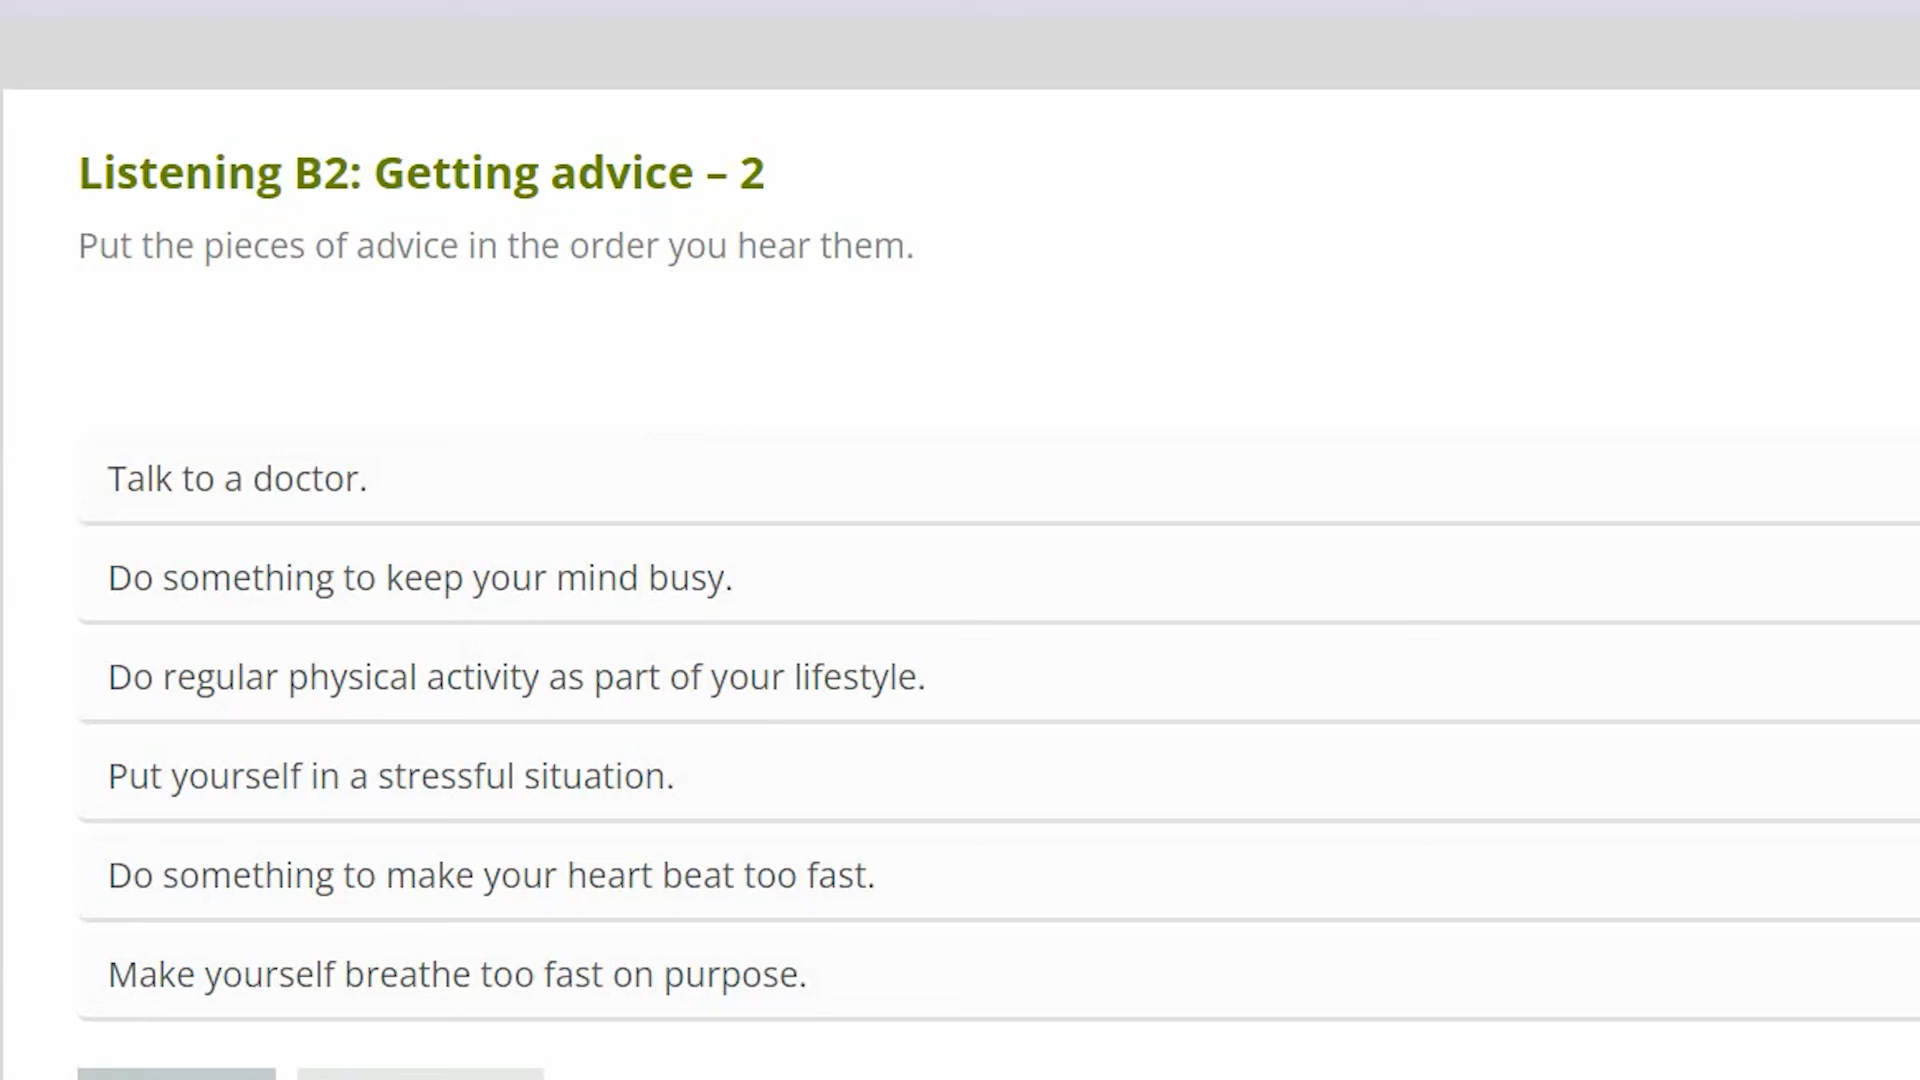 Listening B2: Getting advice – 2
Put the pieces of advice in the order you hear them.
Talk to a doctor.
Do something to keep your mind busy.
Do regular physical activity as part of your lifestyle.
Put yourself in a stressful situation.
Do something to make your heart beat too fast.
Make yourself breathe too fast on purpose.